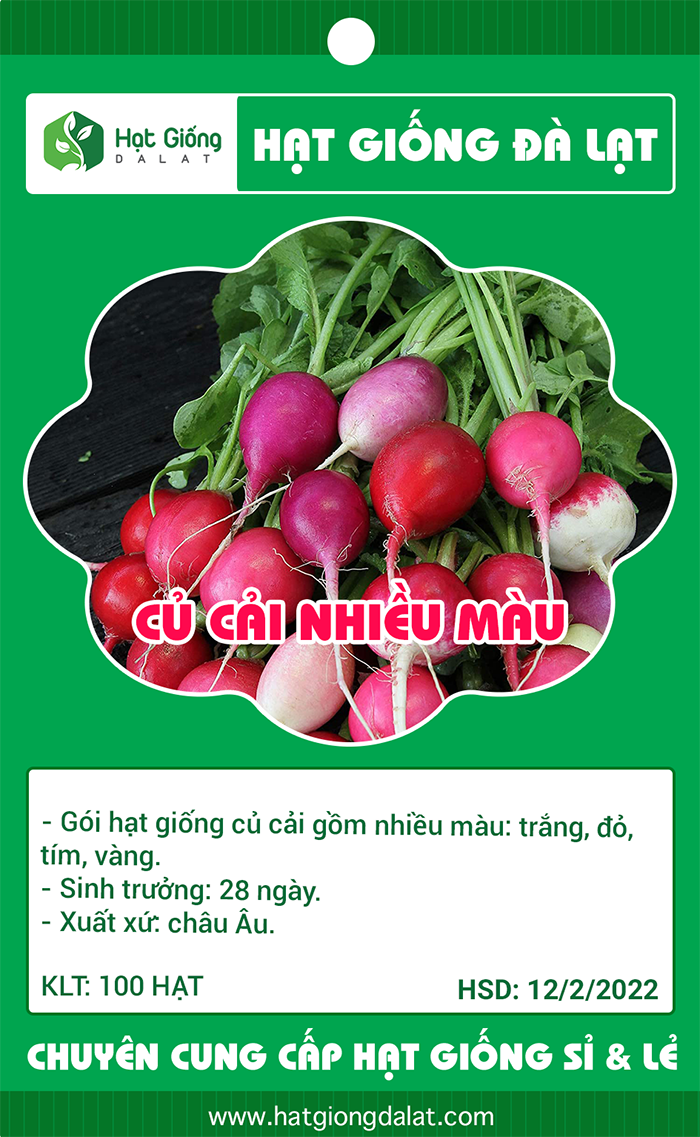 Hạt Giống
DALAT
HẠT GIỐNG ĐÀ LẠT
CỦ CẢI NHIỀU MÀU
- Gói hạt giống củ cải gồm nhiều màu: trắng, đỏ,
tím, vàng.
- Sinh trưởng: 28 ngày.
- Xuất xứ: châu Âu.
KLT: 100 HẠT
HSD: 12/2/2022
CHUYÊN CUNG CẤP HẠT GIỐNG SỈ & LẺ
www.hatgiongdalat.com